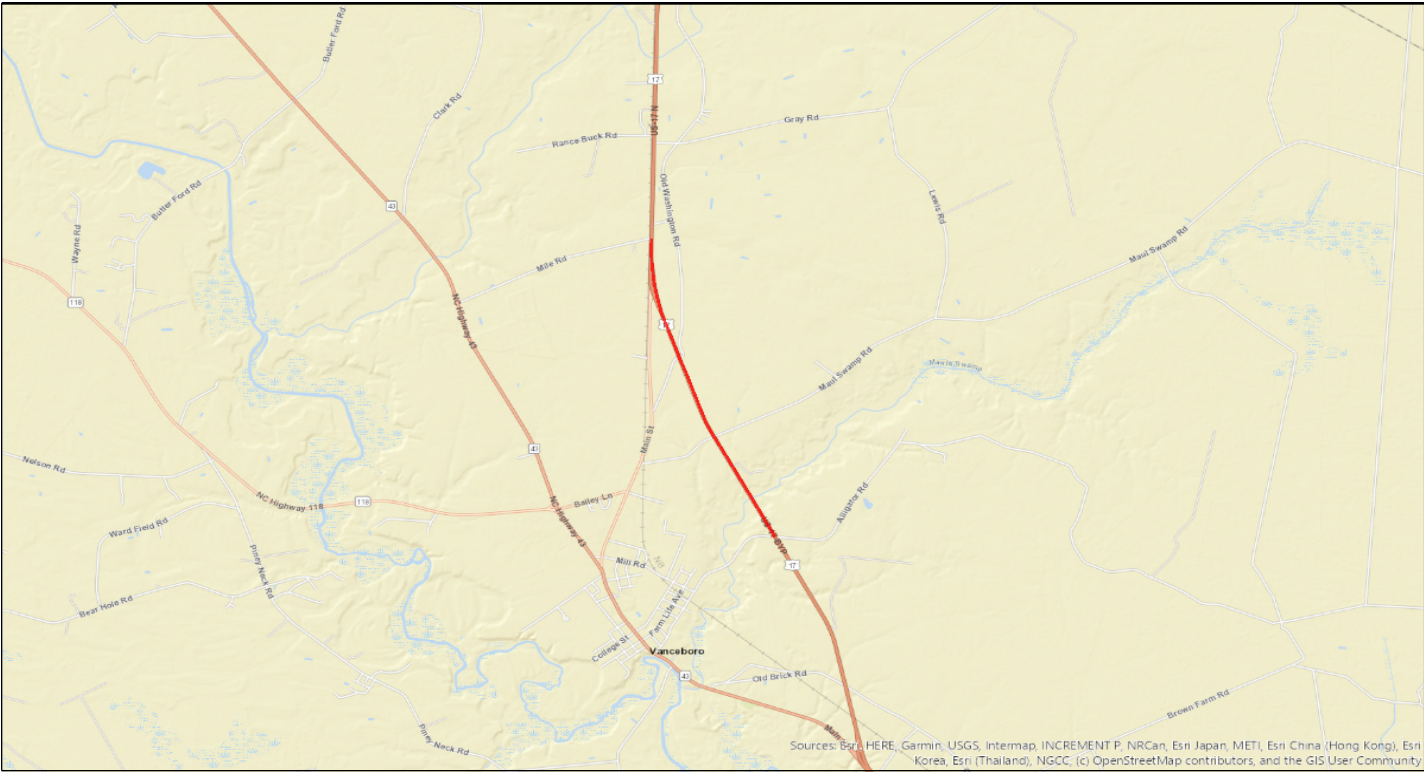 Butler Ford Rd
Clark Rd
17
US-17 N
Gray Rd
Rance Buck Rd
Old Washington Rd
Butler Ford Rd
43
Lewis Rd
Wayne Rd
Maul Swamp Rd
Mile Rd
118
NC Highway 43
Maul Swamp Rd
Mauls Swamp
Main St
43
Nelson Rd
NC Highway 118
118
Bailey Ln
NC Highway 43
Alligator Rd
Ward Field Rd
US-17 BYP
Piney Neck Rd
Mill Rd
NB
17
Bear Hole Rd
Farm Life Ave
College St
Vanceboro
43
Old Brick Rd
Brown Farm Rd
Piney Neck Rd
Main
Sources: Esri, HERE, Garmin, USGS, Intermap, INCREMENT P, NRCan, Esri Japan, METI, Esri China (Hong Kong), Esri
Korea, Esri (Thailand), NGCC, (c) OpenStreetMap contributors, and the GIS User Community